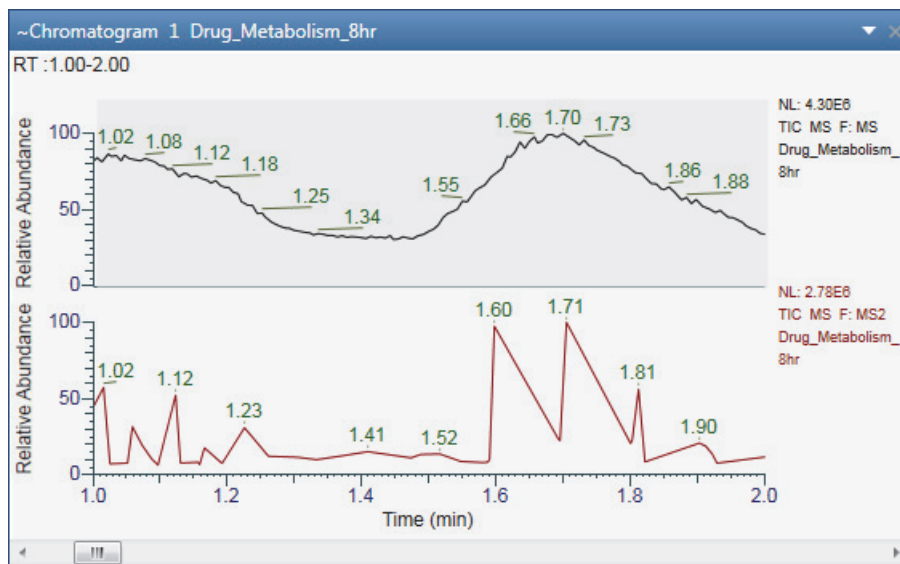 ~Chromatogram 1 Drug_Metabolism_8hr
RT :1.00-2.00
NL: 4.30E6
TIC MS F: MS
Drug_Metabolism_
8hr
Relative Abundance
100
50
0
1.02
1.08
1.12
1.18
1.25
1.34
1.55
1.66
1.70
1.73
1.86
1.88
NL: 2.78E6
TIC MS F: MS2
Drug_Metabolism_
8hr
Relative Abundance
100
50
0
1.02
1.12
1.23
1.41
1.52
1.60
1.71
1.81
1.90
1.0 1.2 1.4 1.6 1.8 2.0
Time (min)